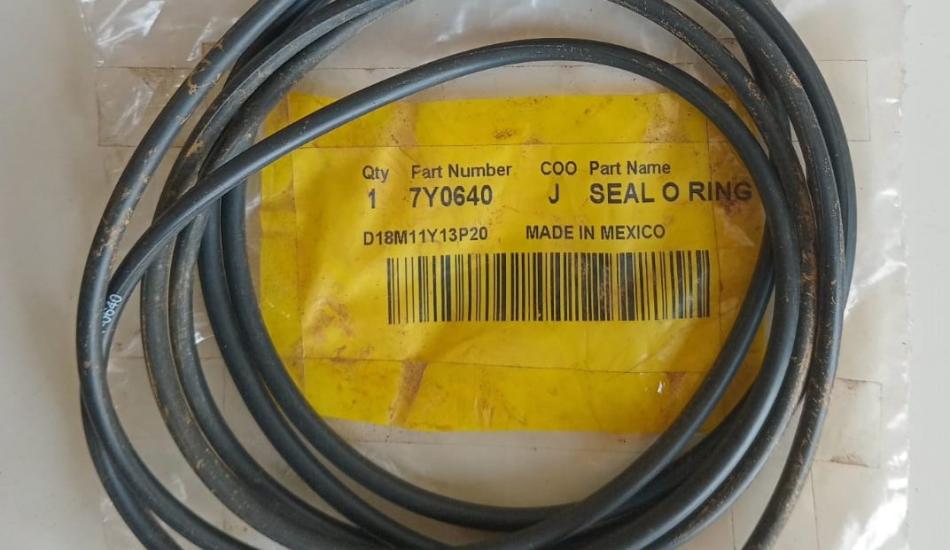 Qty Fart Number COO Part Name
1 7Y0640 J SEAL O RING
D18M11Y13P20 MADE IN MEXICO
0640